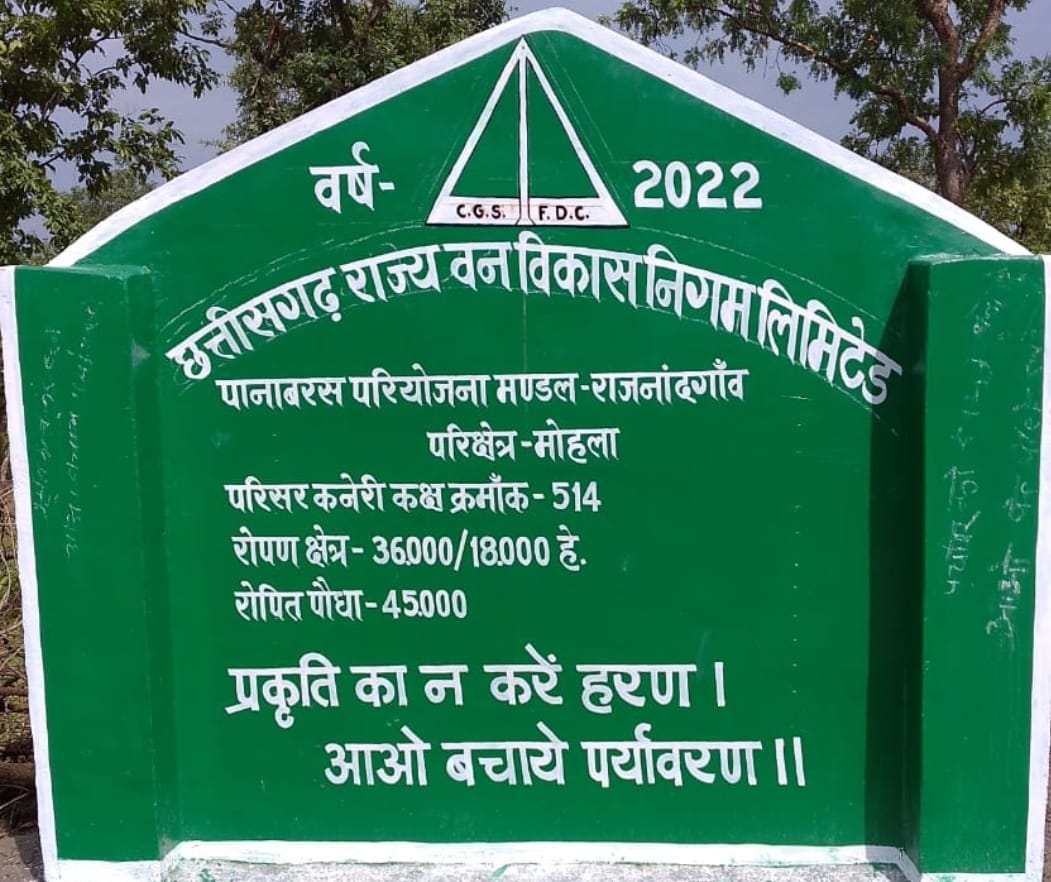 वर्ष- 2022
C.G.S. F.D.C.
छत्तीसगढ़ राज्य वन विकास निगम लिमिटेड
पानाबरस परियोजना मण्डल-राजनांदगाँव
परिक्षेत्र-मोहला
परिसर कनेरी कक्ष क्रमाँक-514
रोपण क्षेत्र-36.000/18.000 हे.
रोपित पौधा-45.000
प्रकृति का न करें हरण।
आओ बचाये पर्यावरण॥